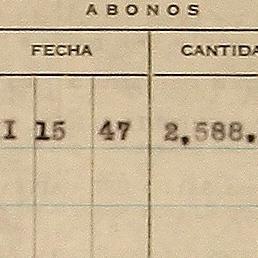 ABONOS
FECHA CANTIDA
I 15 47 2,588.